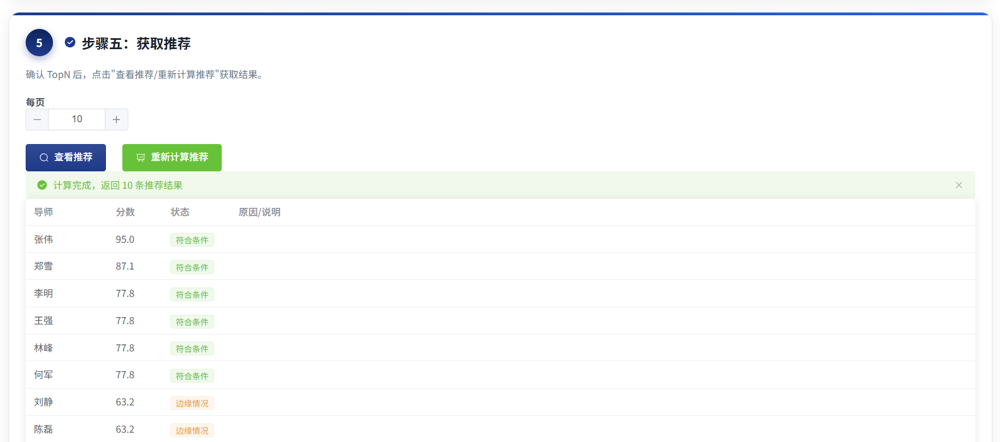 5 步骤五：获取推荐
确认 TopN 后，点击"查看推荐/重新计算推荐"获取结果。
每页
10
查看推荐 重新计算推荐
计算完成，返回 10 条推荐结果
导师 分数 状态 原因/说明
张伟 95.0 符合条件
郑雪 87.1 符合条件
李明 77.8 符合条件
王强 77.8 符合条件
林峰 77.8 符合条件
何军 77.8 符合条件
刘静 63.2 边缘情况
陈磊 63.2 边缘情况